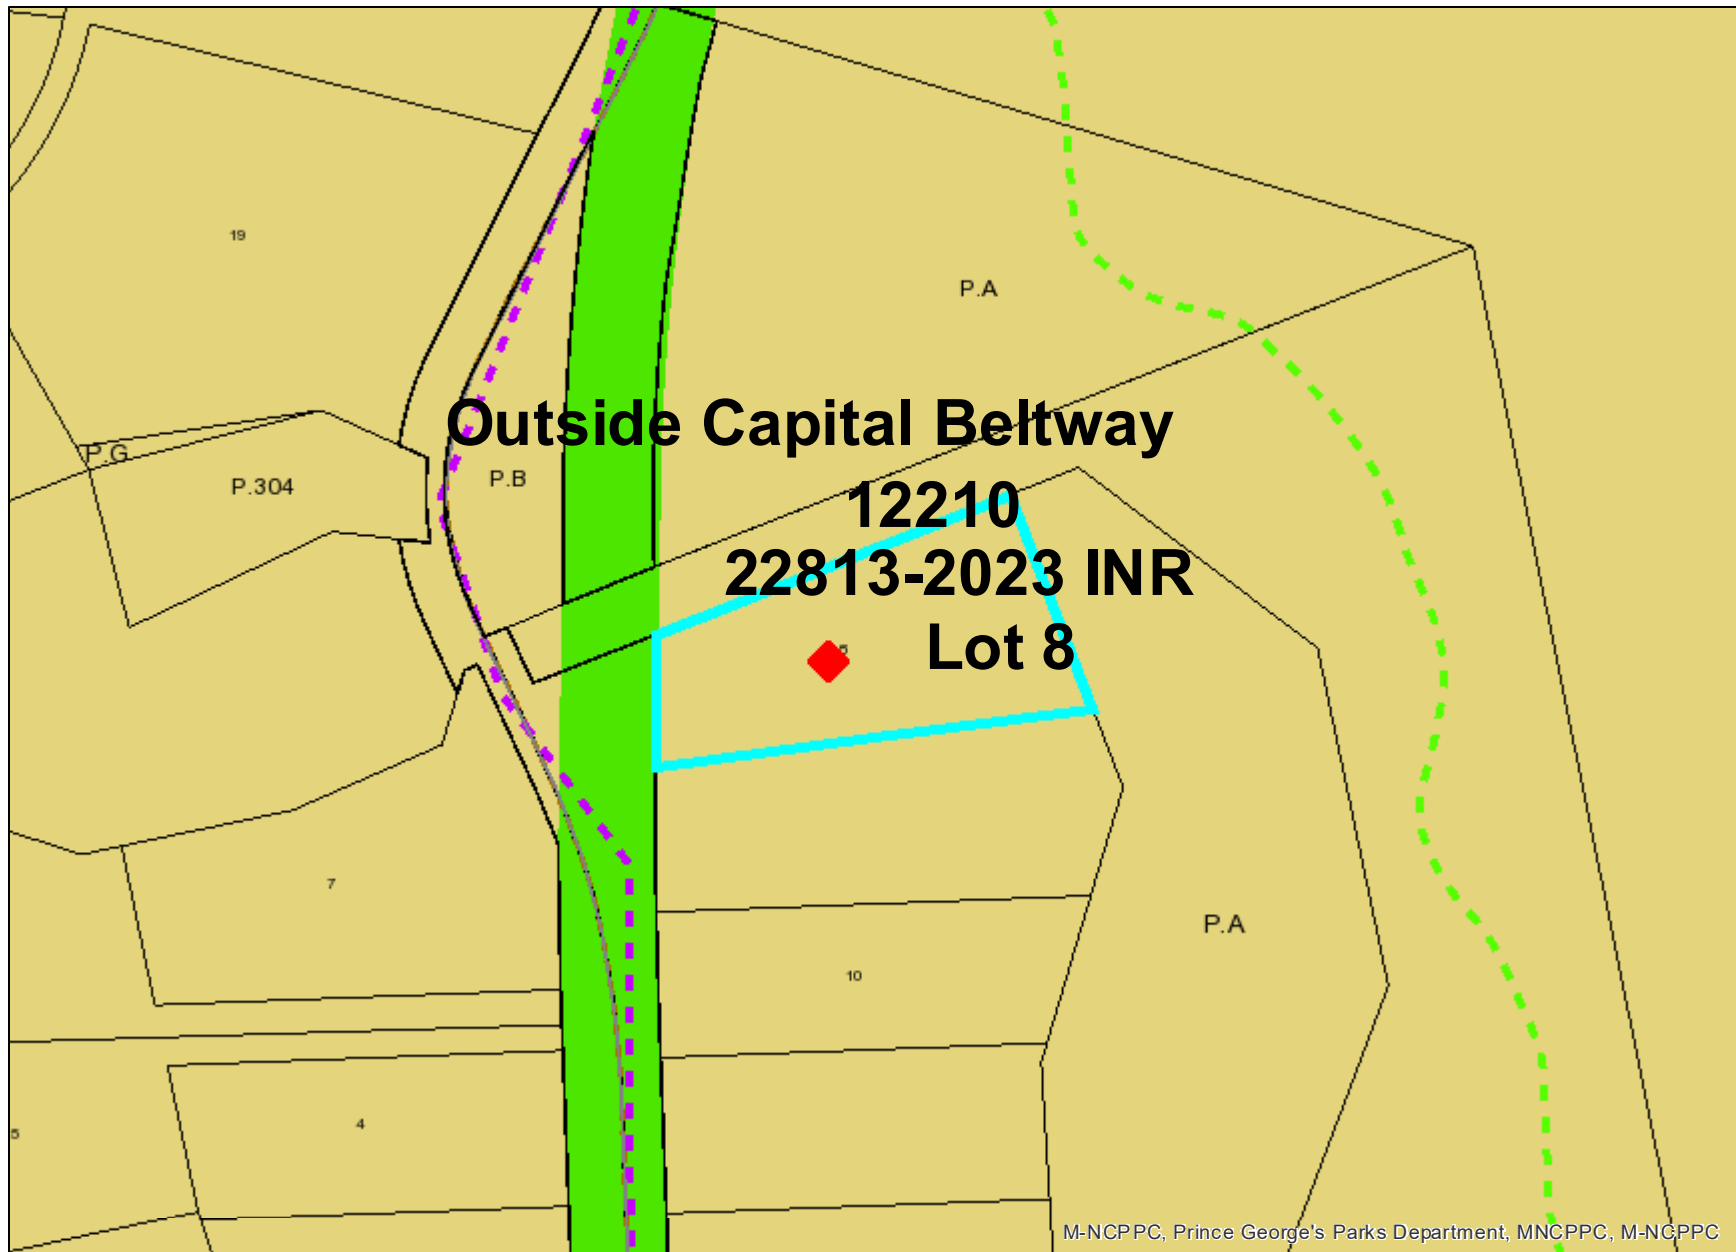 19
P.A
Outside Capital Beltway
P.G
P.304
P.B
12210
22813-2023 INR
Lot 8
7
P.A
10
4
5
M-NCPPC, Prince George's Parks Department, MNCPPC, M-NCPPC